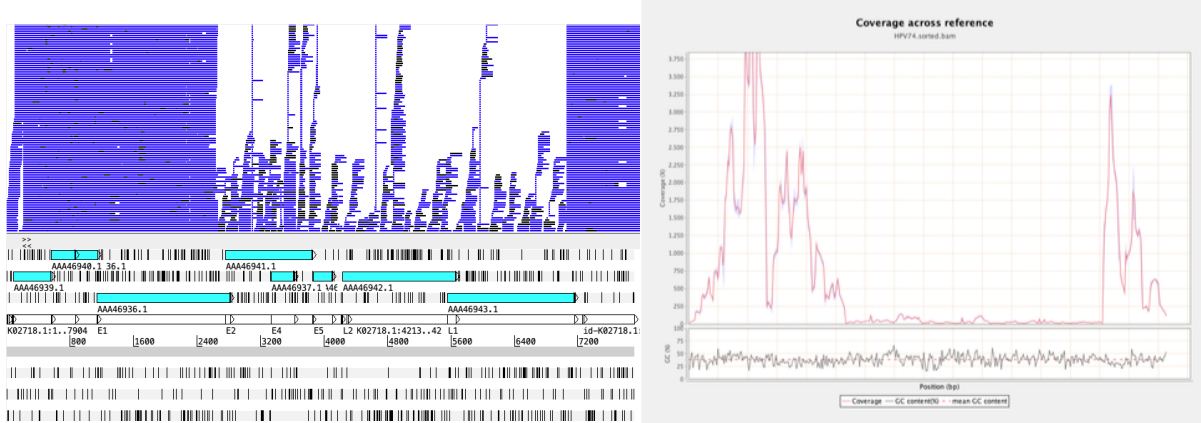 >>
<<
AAA46940.1 36.1
AAA46941.1
AAA46939.1
AAA46937.1
AAA46942.1
AAA46936.1
AAA46943.1
K02718.1:1..7904 E1 E2 E4 E5 L2 K02718.1:4213..42 L1 id-K02718.1:
800 1600 2400 3200 4000 4800 5600 6400 7200
Coverage across reference
HPV74.sorted.bam
Coverage (X)
3.750
3.500
3.250
3.000
2.750
2.500
2.250
2.000
1.750
1.500
1.250
1.000
750
500
250
0
GC (%)
100
75
50
25
0
Position (bp)
Coverage GC content(%) mean GC content